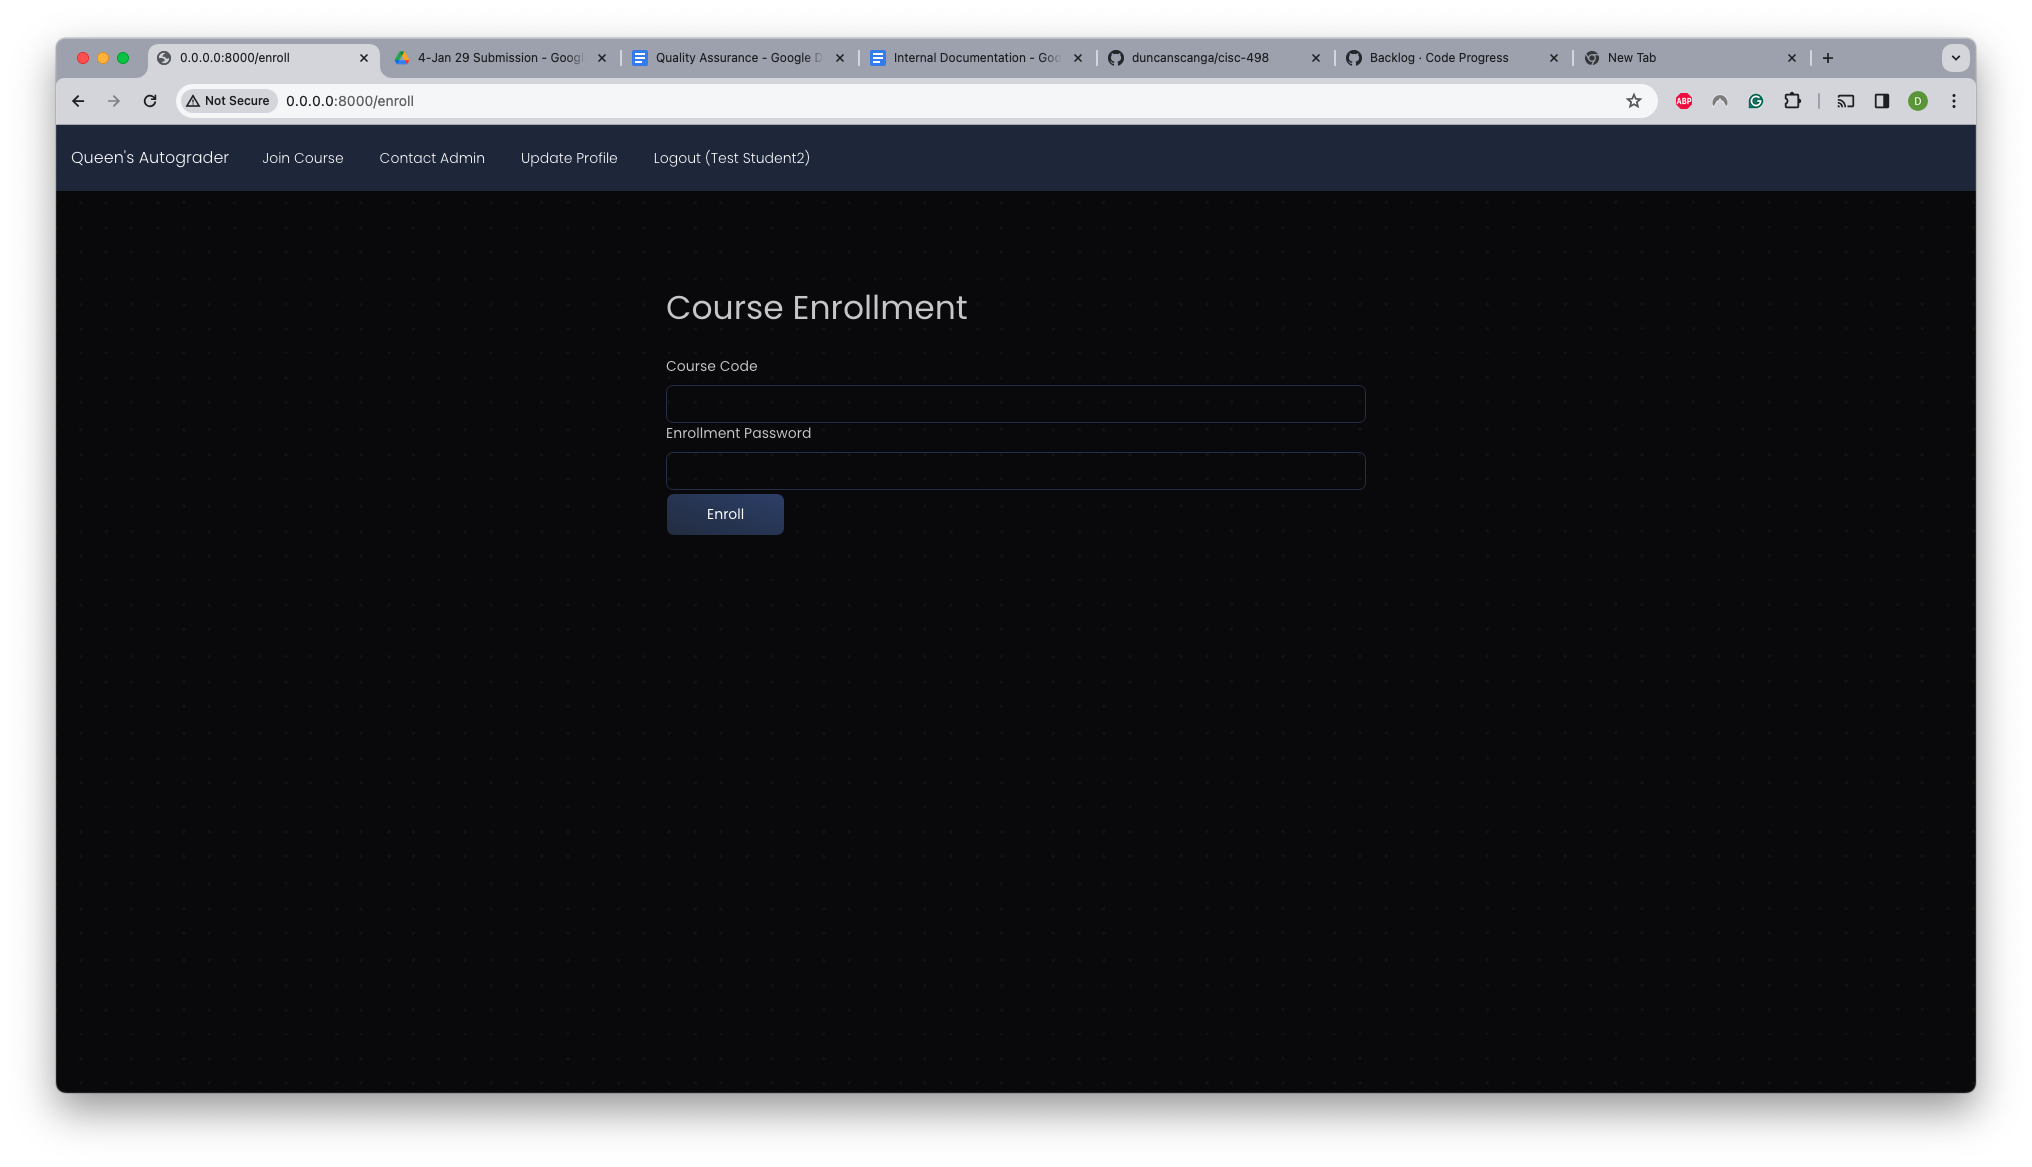 0.0.0.0:8000/enroll
4-Jan 29 Submission - Googl
Quality Assurance - Google D
Internal Documentation - Goo
duncanscanga/cisc-498
Backlog · Code Progress
New Tab
Not Secure
0.0.0.0:8000/enroll
ABP
D
Queen's Autograder
Join Course
Contact Admin
Update Profile
Logout (Test Student2)
Course Enrollment
Course Code
Enrollment Password
Enroll